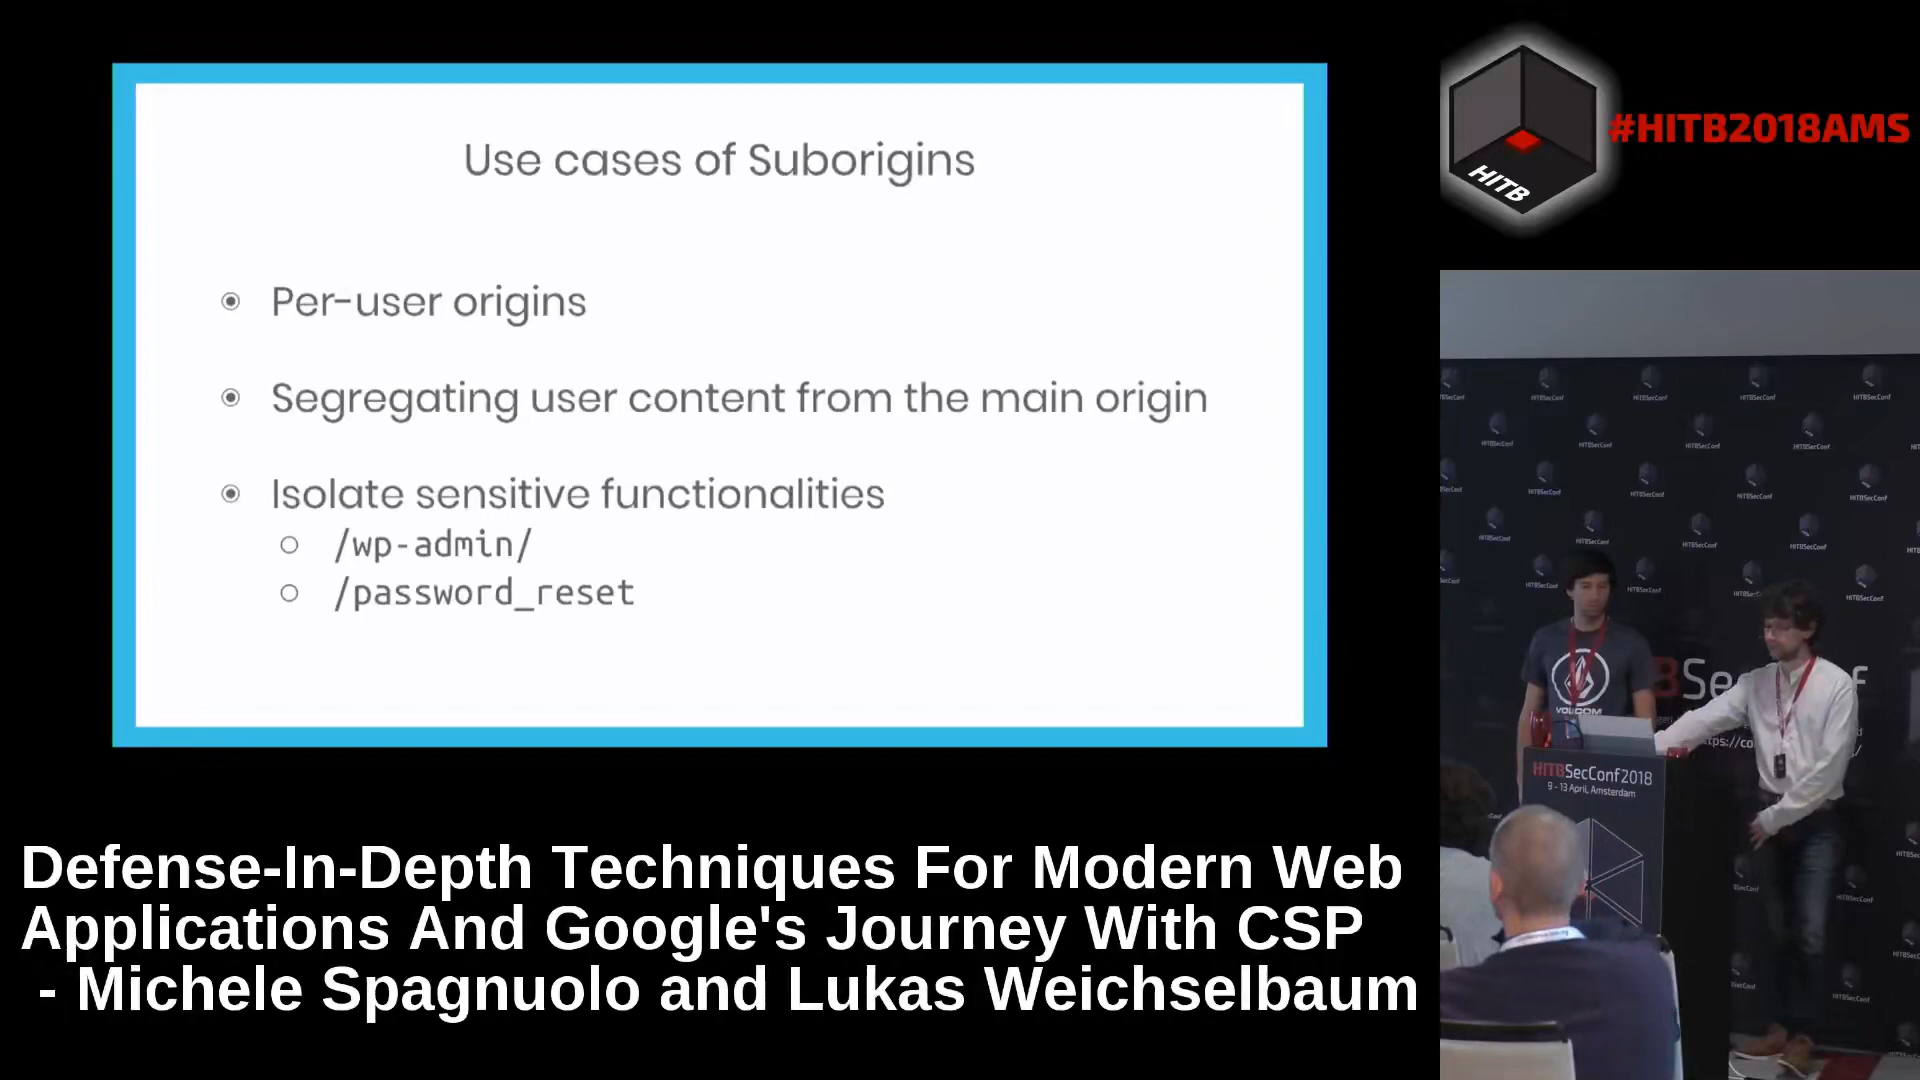 Use cases of Suborigins
Per-user origins
Segregating user content from the main origin
Isolate sensitive functionalities
/wp-admin/
/password_reset
#HITB2018AMS
HITB
VOLCOM
HITBSecConf2018
9 - 13 April, Amsterdam
Defense-In-Depth Techniques For Modern Web
Applications And Google's Journey With CSP
- Michele Spagnuolo and Lukas Weichselbaum